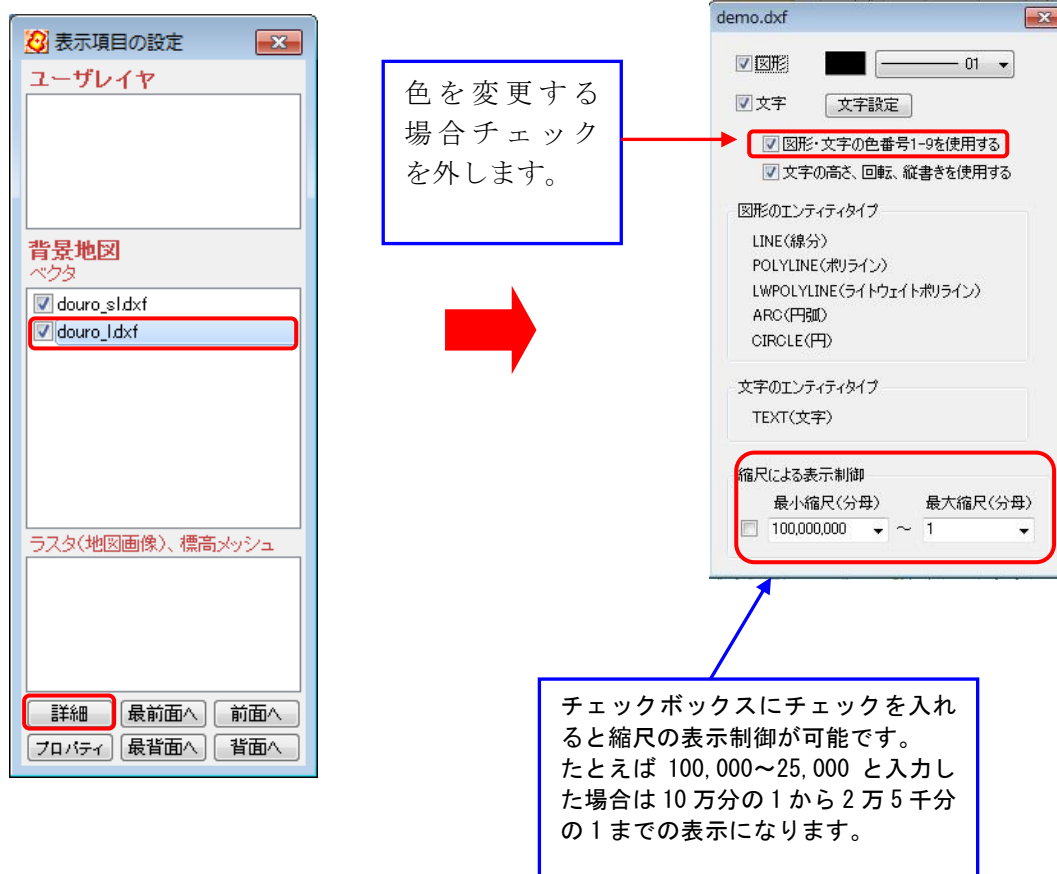 表示項目の設定
ユーザレイヤ
背景地図
ベクタ
douro_sl.dxf
douro_l.dxf
ラスタ(地図画像)、標高メッシュ
詳細 最前面へ 前面へ
プロパティ 最背面へ 背面へ
色を変更する
場合チェック
を外します。
demo.dxf
図形 01
文字 文字設定
図形・文字の色番号1-9を使用する
文字の高さ、回転、縦書きを使用する
図形のエンティティタイプ
LINE(線分)
POLYLINE(ポリライン)
LWPOLYLINE(ライトウェイトポリライン)
ARC(円弧)
CIRCLE(円)
文字のエンティティタイプ
TEXT(文字)
縮尺による表示制御
最小縮尺(分母) 最大縮尺(分母)
100,000,000 ～ 1
チェックボックスにチェックを入れ
ると縮尺の表示制御が可能です。
たとえば 100,000～25,000 と入力し
た場合は 10 万分の 1 から 2 万 5 千分
の 1 までの表示になります。